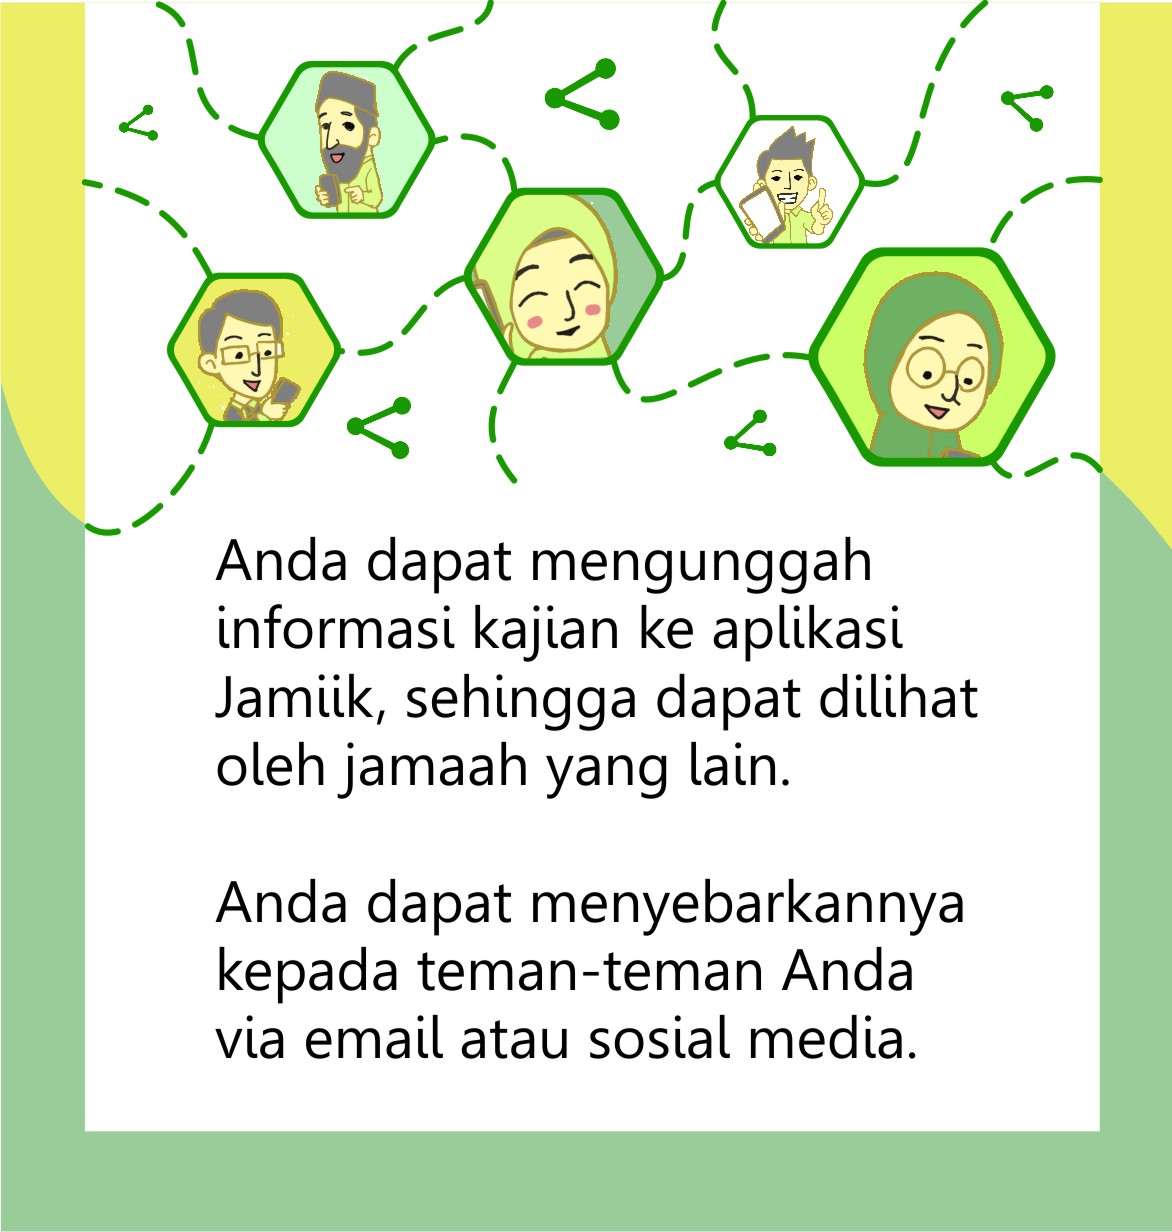 Anda dapat mengunggah
informasi kajian ke aplikasi
Jamiik, sehingga dapat dilihat
oleh jamaah yang lain.
Anda dapat menyebarkannya
kepada teman-teman Anda
via email atau sosial media.